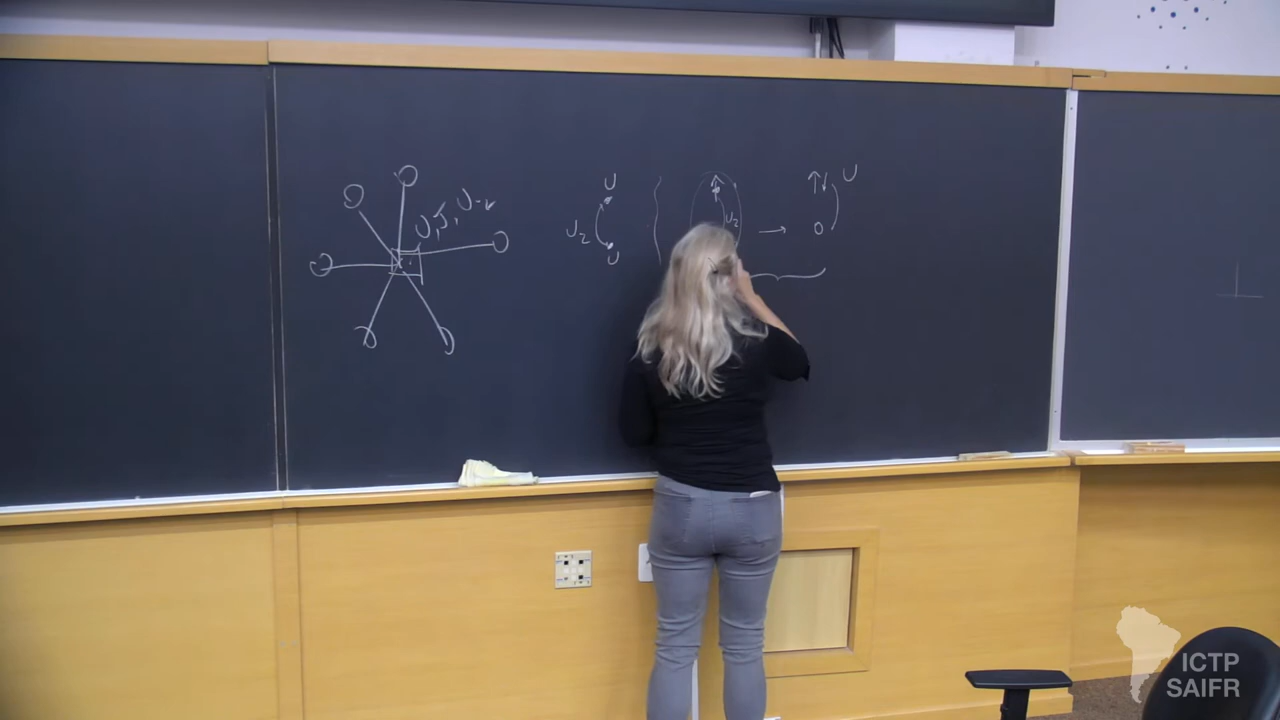 U, J, U-
U
U₂
U
U₂
→
↑↓ U
0
ICTP
SAIFR